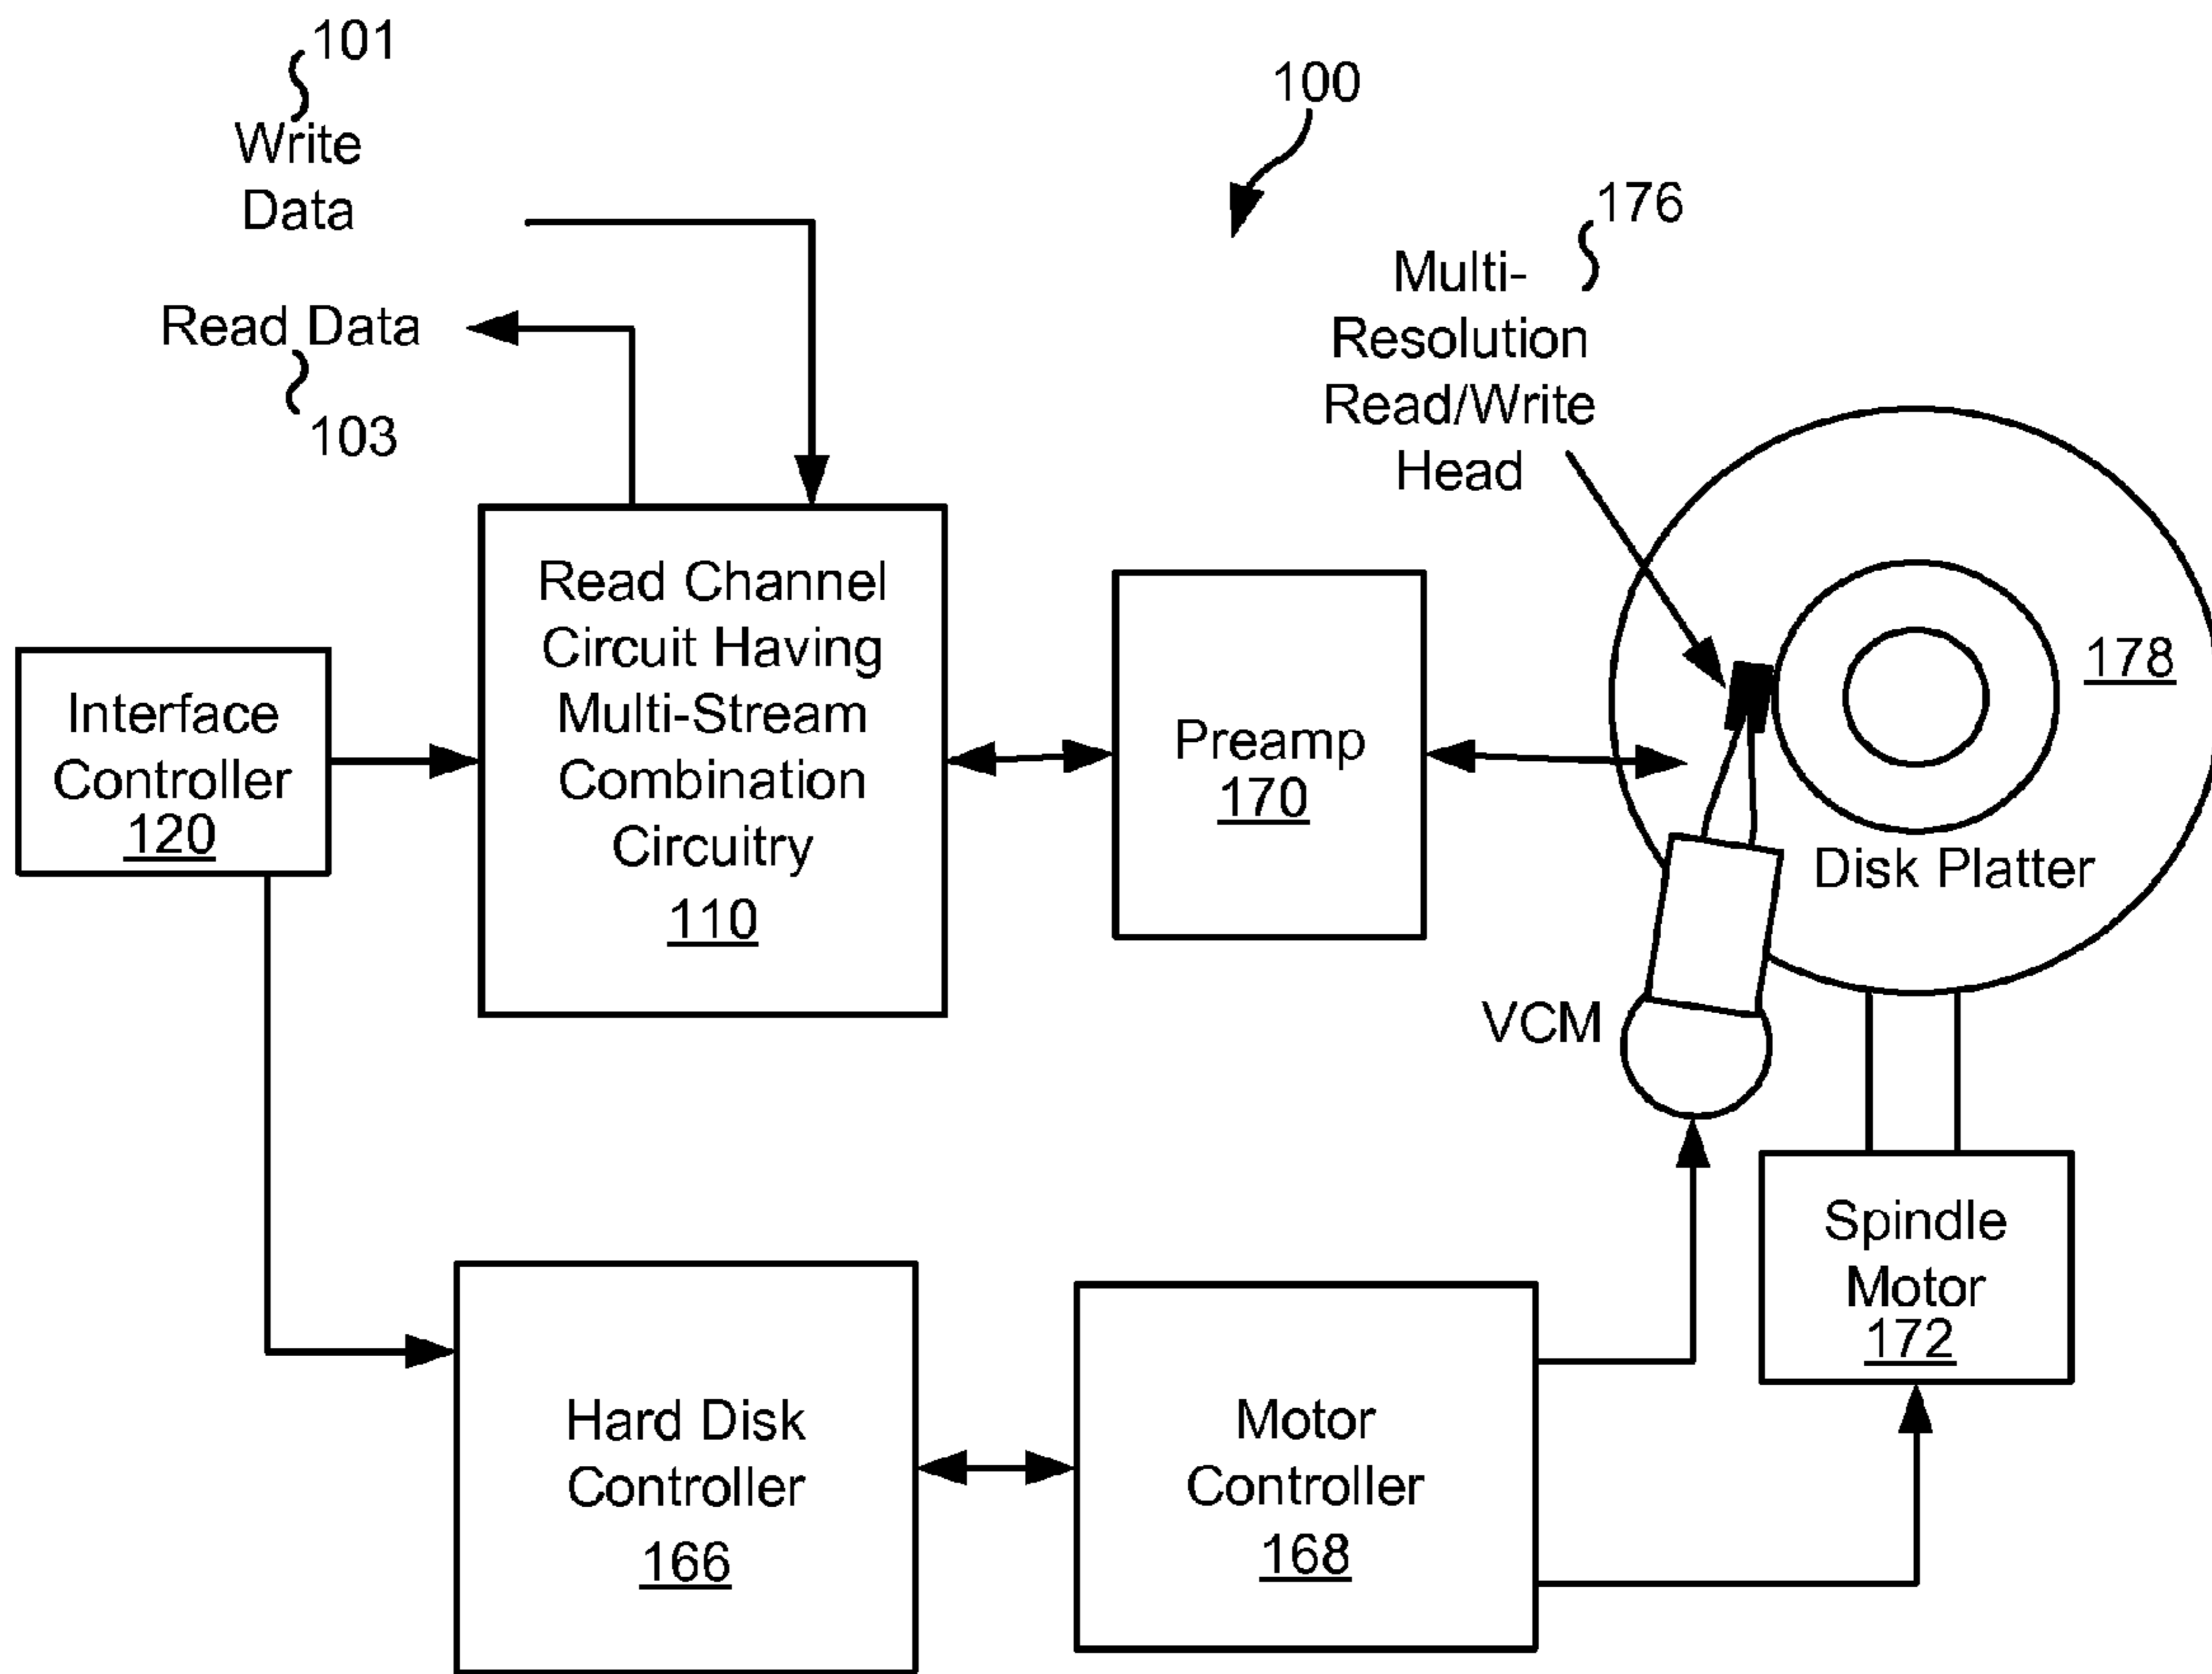 101
Write
Data
Read Data
103
100
176
Multi-
Resolution
Read/Write
Head
Interface
Controller
120
Read Channel
Circuit Having
Multi-Stream
Combination
Circuitry
110
Preamp
170
178
Disk Platter
VCM
Spindle
Motor
172
Hard Disk
Controller
166
Motor
Controller
168